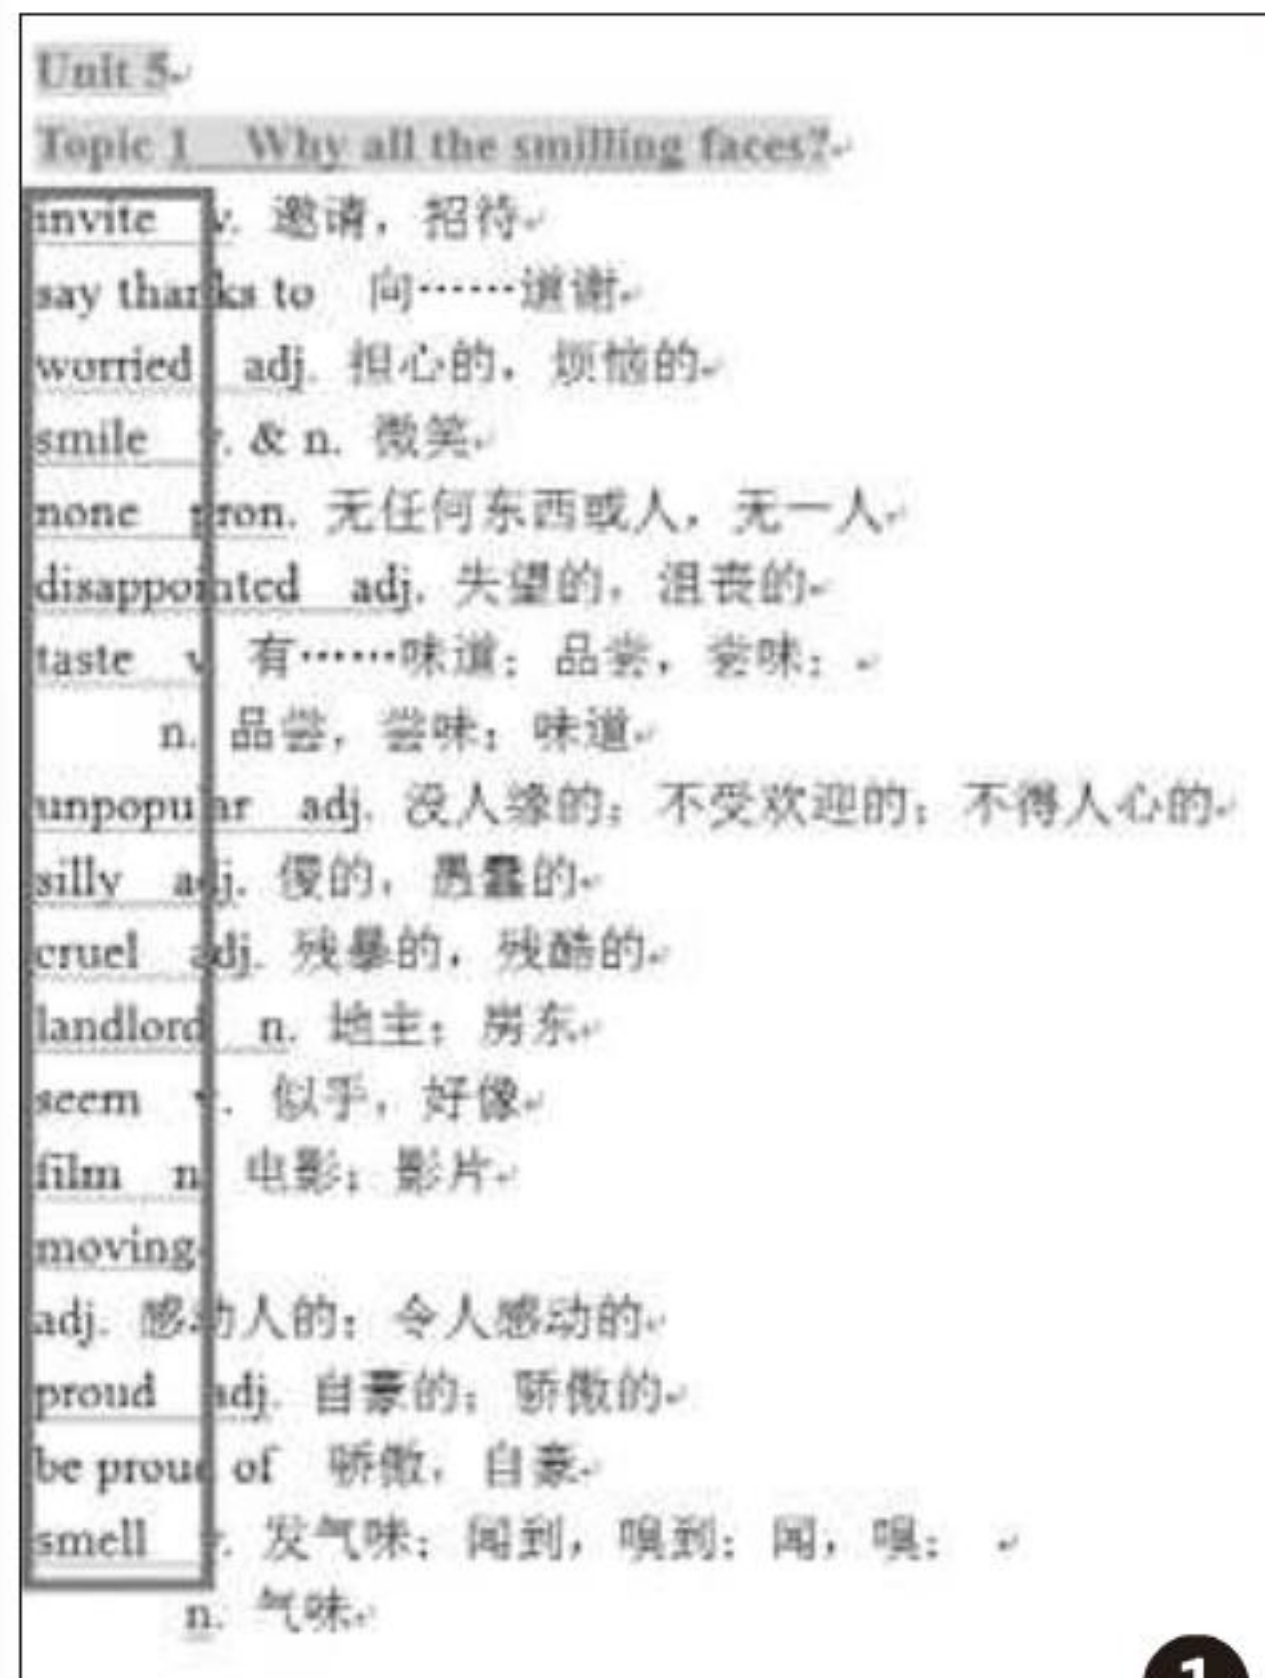 Unit 5
Topic 1 Why all the smilling faces?
invite v. 邀请，招待
say thanks to 向……道谢
worried adj. 担心的，烦恼的
smile v. & n. 微笑
none pron. 无任何东西或人，无一人
disappointed adj. 失望的，沮丧的
taste v. 有……味道；品尝，尝味；
n. 品尝，尝味；味道
unpopular adj. 没人缘的；不受欢迎的；不得人心的
silly adj. 傻的，愚蠢的
cruel adj. 残暴的，残酷的
landlord n. 地主；房东
seem v. 似乎，好像
film n. 电影；影片
moving
adj. 感动人的；令人感动的
proud adj. 自豪的；骄傲的
be proud of 骄傲，自豪
smell v. 发气味；闻到，嗅到；闻，嗅；
n. 气味
1